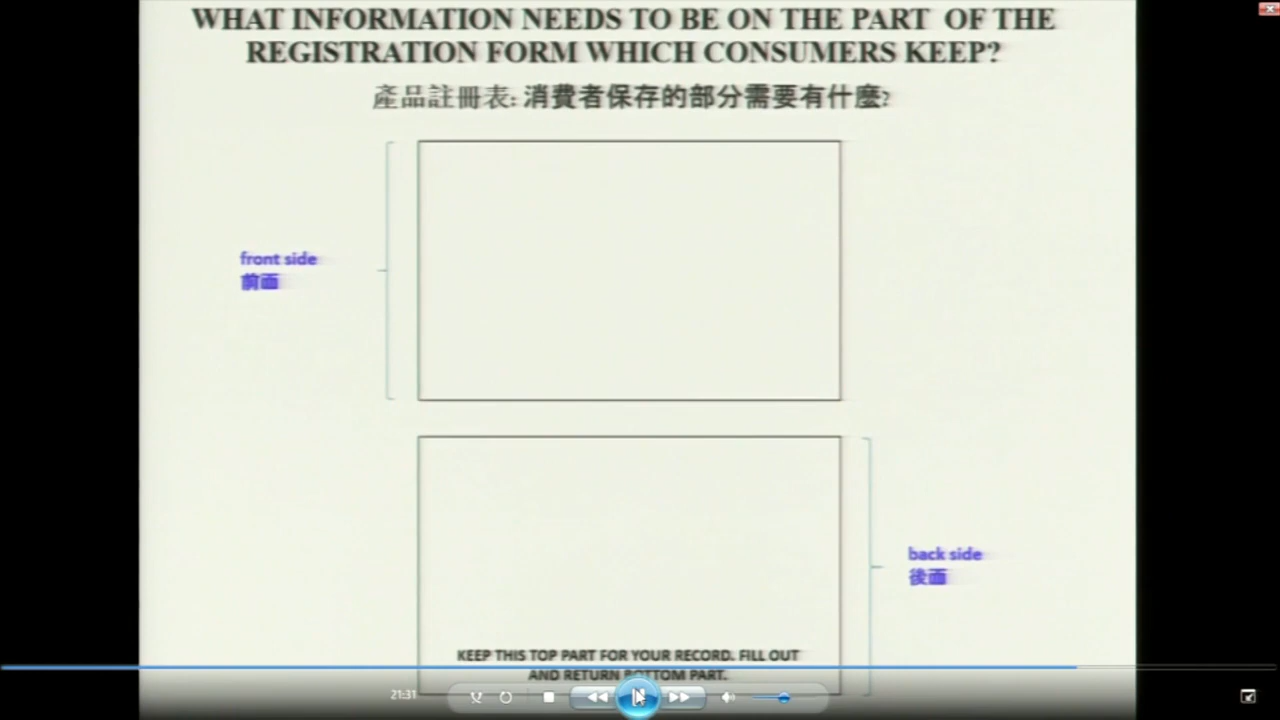 WHAT INFORMATION NEEDS TO BE ON THE PART OF THE
REGISTRATION FORM WHICH CONSUMERS KEEP?
產品註冊表: 消費者保存的部分需要有什麼?
front side
前面
back side
後面
KEEP THIS TOP PART FOR YOUR RECORD. FILL OUT
AND RETURN BOTTOM PART.
21:31